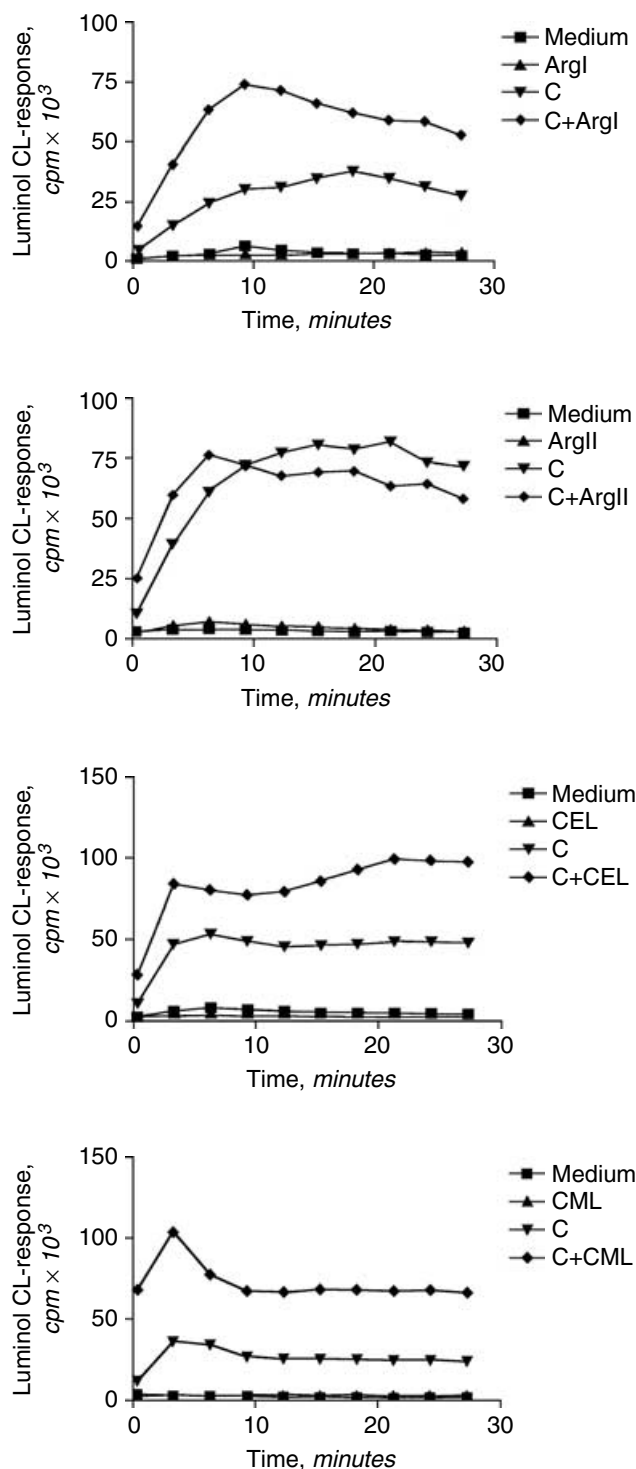 Luminol CL-response,
cpm × 10³
100
75
50
25
0
0 10 20 30
Time, minutes
Medium
ArgI
C
C+ArgI
Luminol CL-response,
cpm × 10³
100
75
50
25
0
0 10 20 30
Time, minutes
Medium
ArgII
C
C+ArgII
Luminol CL-response,
cpm × 10³
150
100
50
0
0 10 20 30
Time, minutes
Medium
CEL
C
C+CEL
Luminol CL-response,
cpm × 10³
150
100
50
0
0 10 20 30
Time, minutes
Medium
CML
C
C+CML